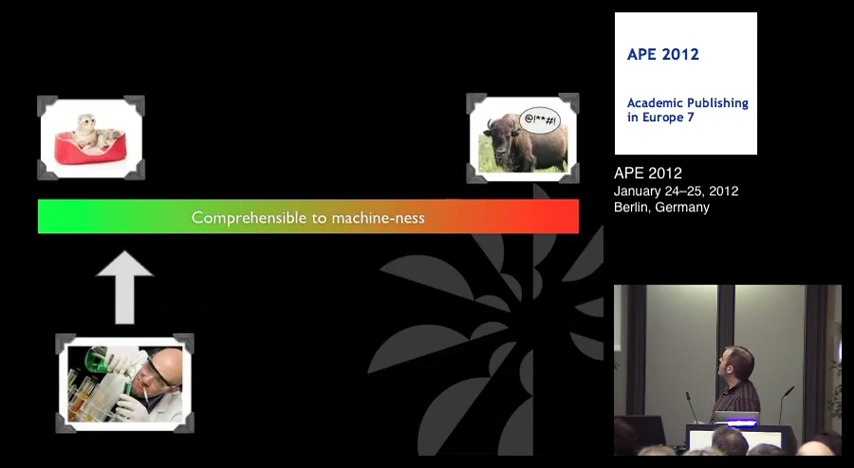 @!**#!
Comprehensible to machine-ness
APE 2012
Academic Publishing
in Europe 7
APE 2012
January 24–25, 2012
Berlin, Germany